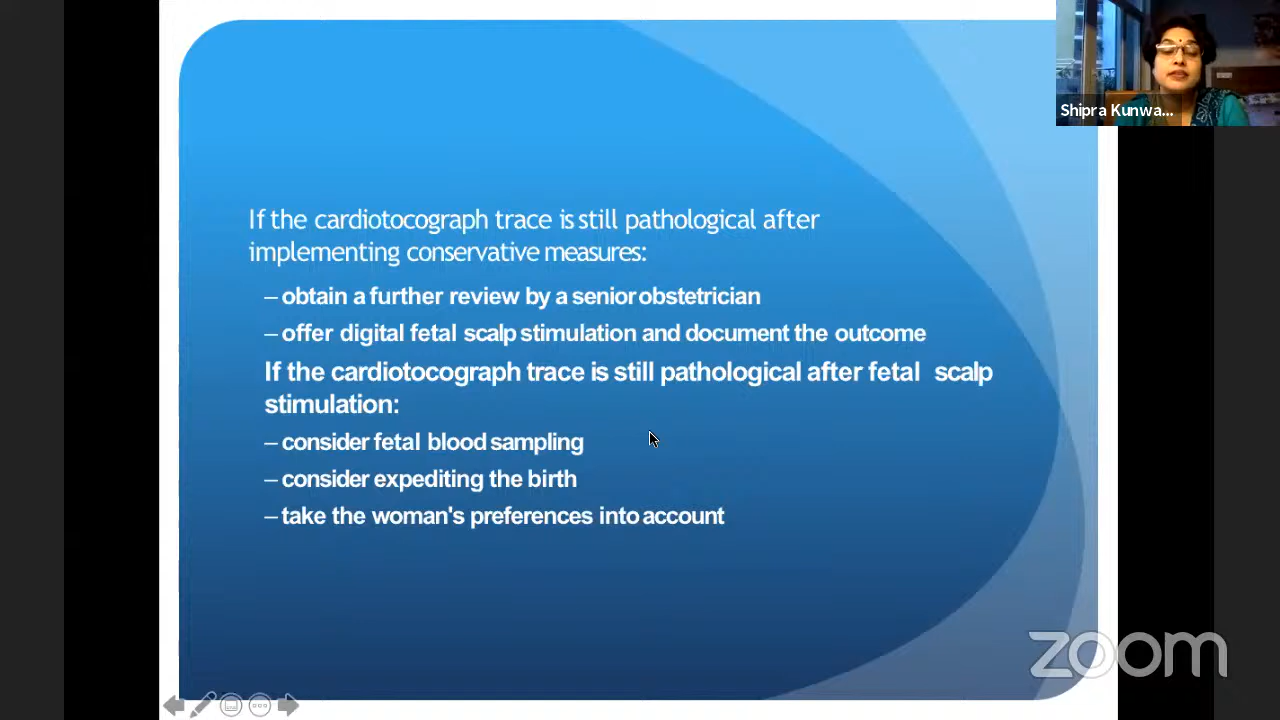 Shipra Kunwa...
If the cardiotocograph trace is still pathological after
implementing conservative measures:
– obtain a further review by a senior obstetrician
– offer digital fetal scalp stimulation and document the outcome
If the cardiotocograph trace is still pathological after fetal scalp
stimulation:
– consider fetal blood sampling
– consider expediting the birth
– take the woman's preferences into account
zoom